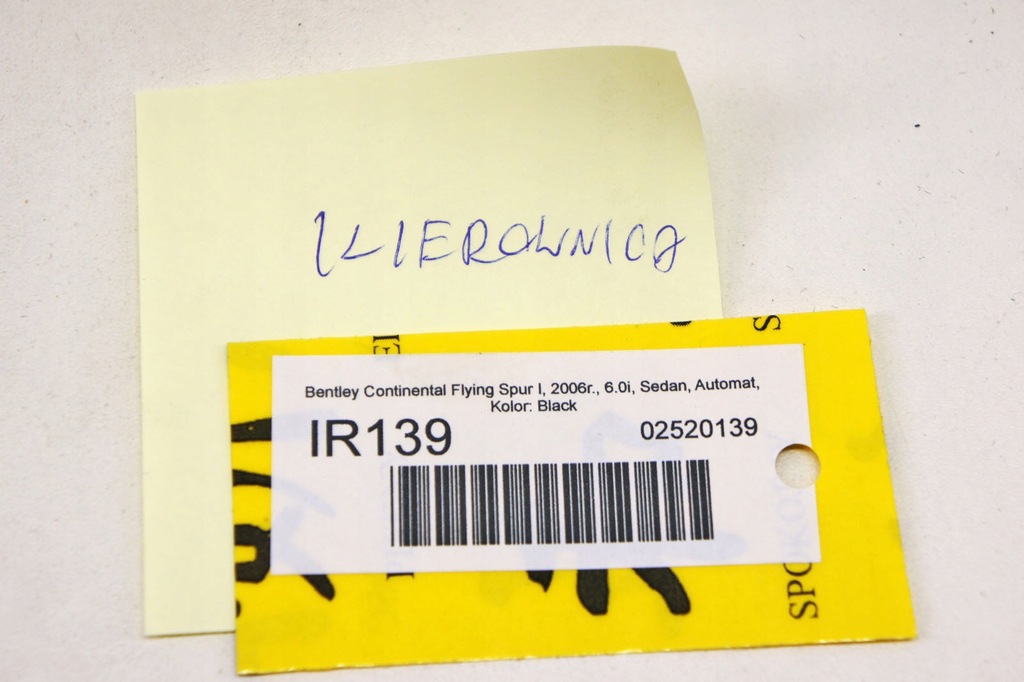 KIEROWNICA
Bentley Continental Flying Spur I, 2006r., 6.0i, Sedan, Automat,
Kolor: Black
IR139
02520139